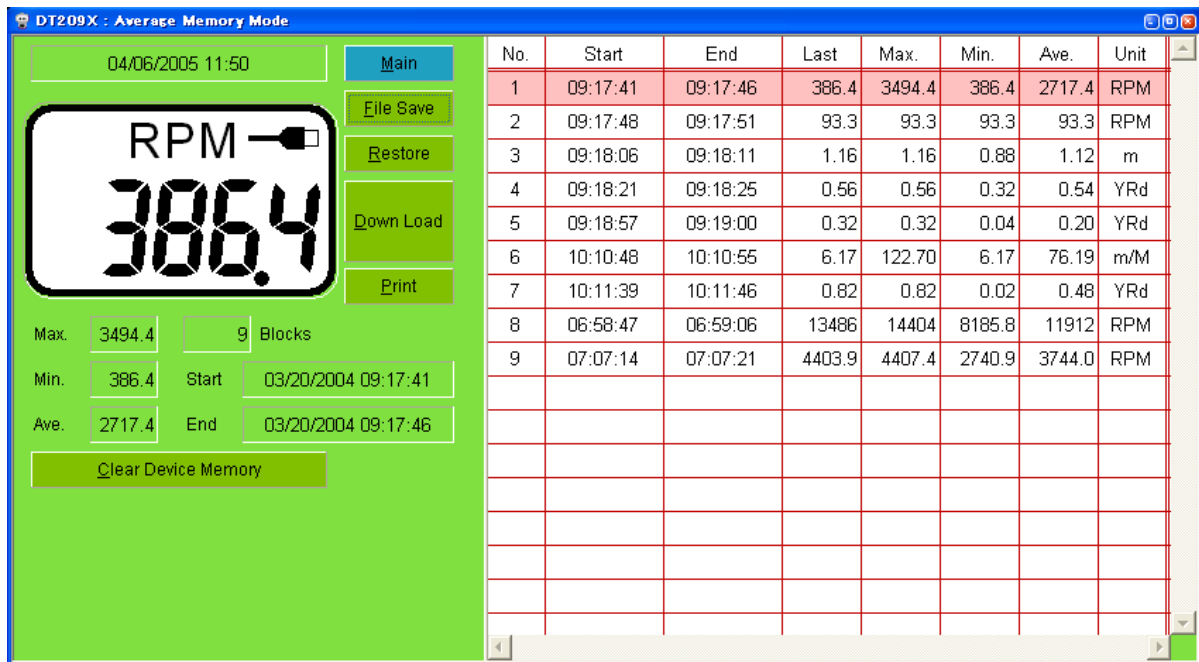 DT209X : Average Memory Mode
04/06/2005 11:50
Main
File Save
Restore
Down Load
Print
RPM
386.4
Max. 3494.4 9 Blocks
Min. 386.4 Start 03/20/2004 09:17:41
Ave. 2717.4 End 03/20/2004 09:17:46
Clear Device Memory
No. Start End Last Max. Min. Ave. Unit
1 09:17:41 09:17:46 386.4 3494.4 386.4 2717.4 RPM
2 09:17:48 09:17:51 93.3 93.3 93.3 93.3 RPM
3 09:18:06 09:18:11 1.16 1.16 0.88 1.12 m
4 09:18:21 09:18:25 0.56 0.56 0.32 0.54 YRd
5 09:18:57 09:19:00 0.32 0.32 0.04 0.20 YRd
6 10:10:48 10:10:55 6.17 122.70 6.17 76.19 m/M
7 10:11:39 10:11:46 0.82 0.82 0.02 0.48 YRd
8 06:58:47 06:59:06 13486 14404 8185.8 11912 RPM
9 07:07:14 07:07:21 4403.9 4407.4 2740.9 3744.0 RPM